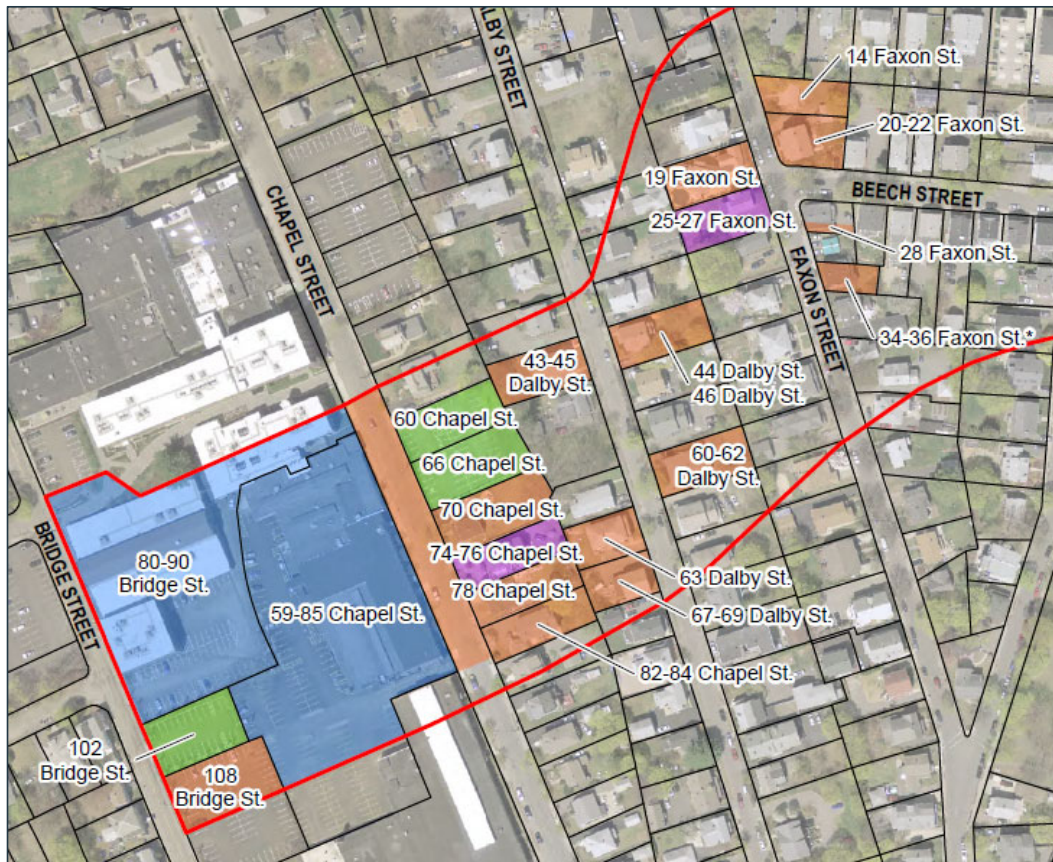 ALBY STREET
14 Faxon St.
20-22 Faxon St.
19 Faxon St.
BEECH STREET
25-27 Faxon St.
CHAPEL STREET
28 Faxon St.
FAXON STREET
34-36 Faxon St.*
43-45
Dalby St.
44 Dalby St.
46 Dalby St.
60 Chapel St.
66 Chapel St.
60-62
Dalby St.
70 Chapel St.
74-76 Chapel St.
63 Dalby St.
78 Chapel St.
BRIDGE STREET
80-90
Bridge St.
59-85 Chapel St.
67-69 Dalby St.
82-84 Chapel St.
102
Bridge St.
108
Bridge St.